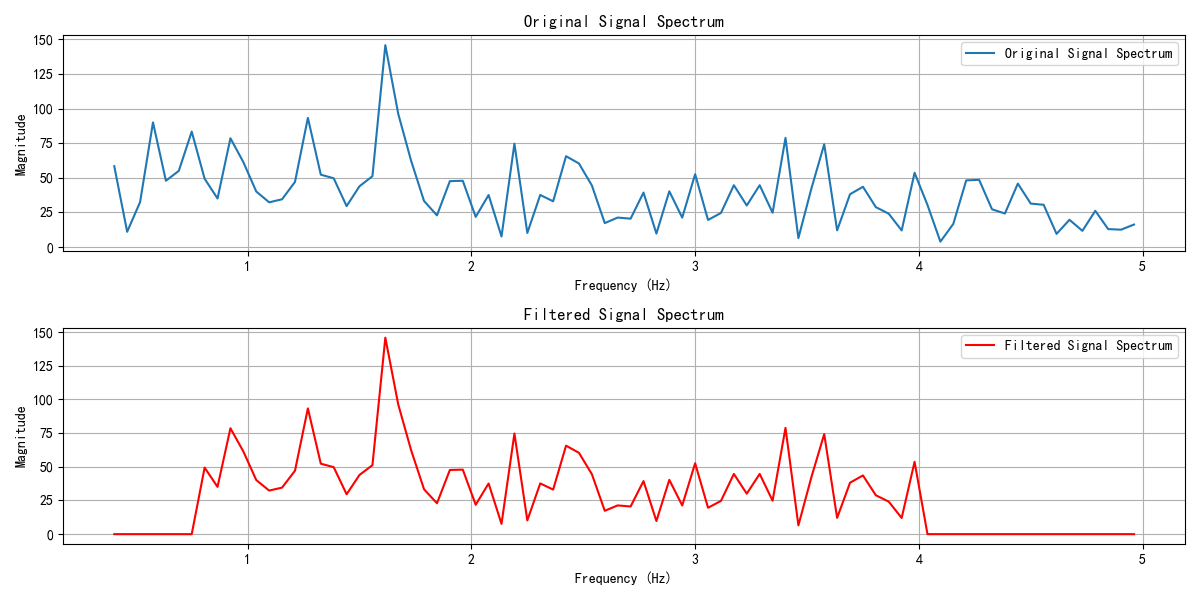 Original Signal Spectrum
150
125
100
75
50
25
0
Magnitude
Original Signal Spectrum
1 2 3 4 5
Frequency (Hz)
Filtered Signal Spectrum
150
125
100
75
50
25
0
Magnitude
Filtered Signal Spectrum
1 2 3 4 5
Frequency (Hz)